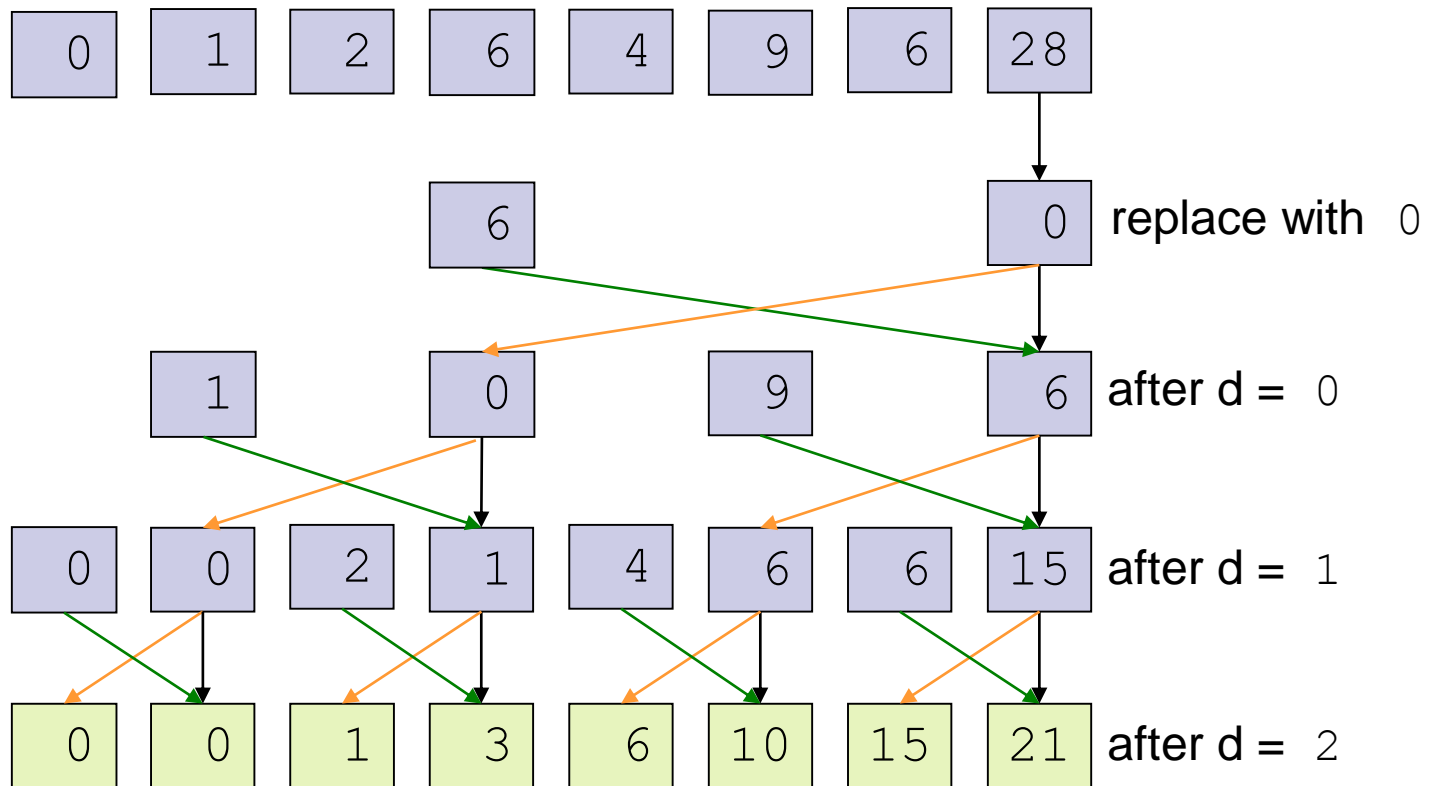 0 1 2 6 4 9 6 28
6 0 replace with 0
1 0 9 6 after d = 0
0 0 2 1 4 6 6 15 after d = 1
0 0 1 3 6 10 15 21 after d = 2